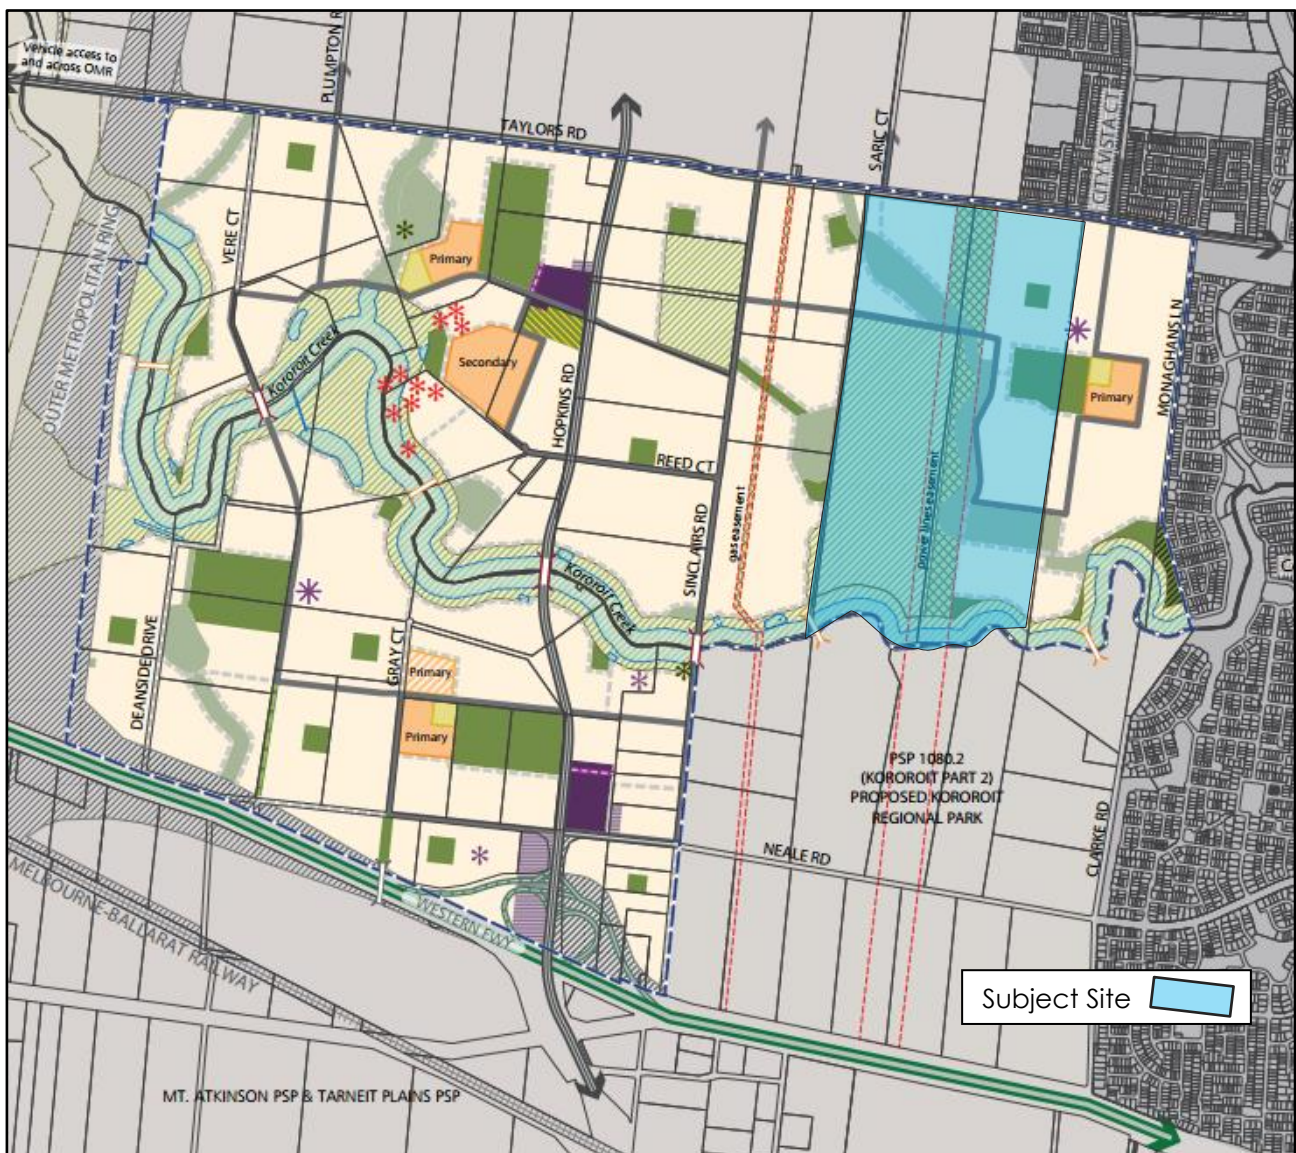 Vehicle access to
and across OMR
PLUMPTON R
TAYLORS RD
SARIC CT
CITYVISTA CT
OUTER METROPOLITAN RING
VERE CT
Primary
Kororoit Creek
Secondary
HOPKINS RD
REED CT
MONAGHANS LN
Primary
SINCLAIRS RD
gas easement
power lines easement
Kororoit Creek
DEANSIDE DRIVE
GRAY CT
Primary
Primary
PSP 1080.2
(KOROROIT PART 2)
PROPOSED KOROROIT
REGIONAL PARK
NEALE RD
CLARKE RD
WESTERN FWY
MELBOURNE-BALLARAT RAILWAY
Subject Site
MT. ATKINSON PSP & TARNEIT PLAINS PSP